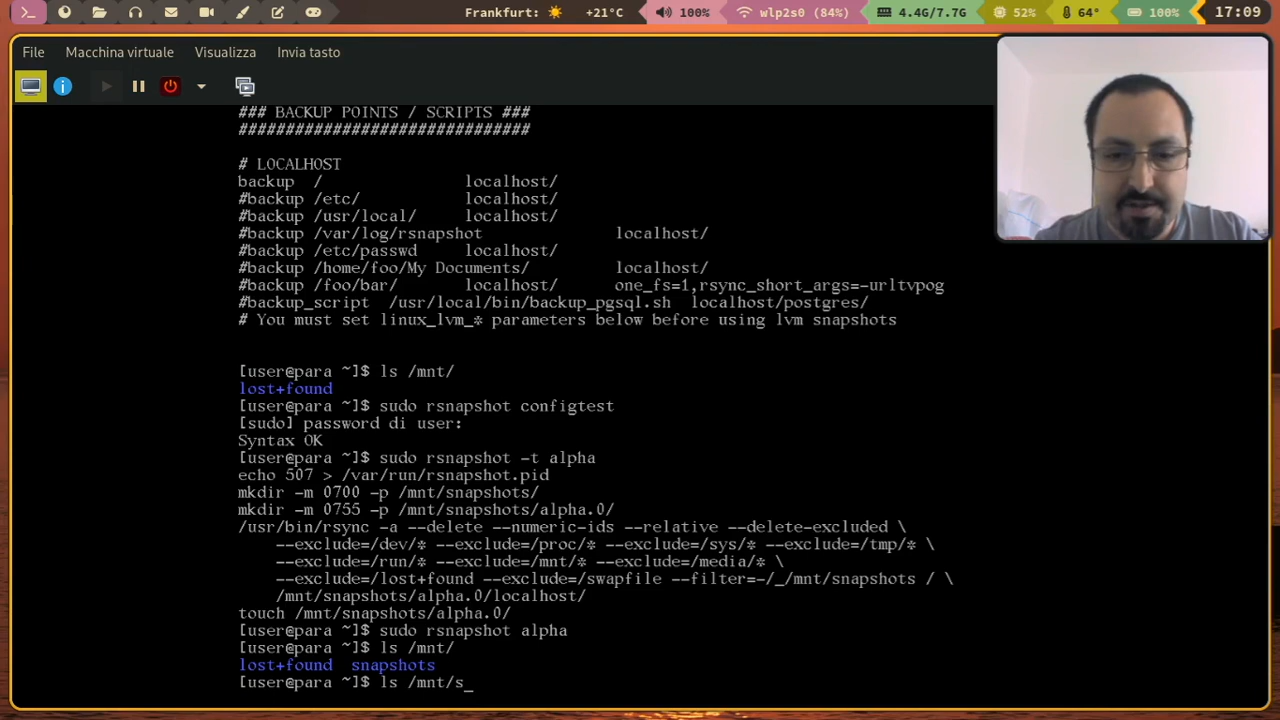 Frankfurt: +21°C 100% wlp2s0 (84%) 4.4G/7.7G 52% 64° 100% 17:09
File Macchina virtuale Visualizza Invia tasto
### BACKUP POINTS / SCRIPTS ###
###############################
# LOCALHOST
backup / localhost/
#backup /etc/ localhost/
#backup /usr/local/ localhost/
#backup /var/log/rsnapshot localhost/
#backup /etc/passwd localhost/
#backup /home/foo/My Documents/ localhost/
#backup /foo/bar/ localhost/ one_fs=1,rsync_short_args=-urltvpog
#backup_script /usr/local/bin/backup_pgsql.sh localhost/postgres/
# You must set linux_lvm_* parameters below before using lvm snapshots
[user@para ~]$ ls /mnt/
lost+found
[user@para ~]$ sudo rsnapshot configtest
[sudo] password di user:
Syntax OK
[user@para ~]$ sudo rsnapshot -t alpha
echo 507 > /var/run/rsnapshot.pid
mkdir -m 0700 -p /mnt/snapshots/
mkdir -m 0755 -p /mnt/snapshots/alpha.0/
/usr/bin/rsync -a --delete --numeric-ids --relative --delete-excluded \
--exclude=/dev/* --exclude=/proc/* --exclude=/sys/* --exclude=/tmp/* \
--exclude=/run/* --exclude=/mnt/* --exclude=/media/* \
--exclude=/lost+found --exclude=/swapfile --filter=-/_/mnt/snapshots / \
/mnt/snapshots/alpha.0/localhost/
touch /mnt/snapshots/alpha.0/
[user@para ~]$ sudo rsnapshot alpha
[user@para ~]$ ls /mnt/
lost+found snapshots
[user@para ~]$ ls /mnt/s_